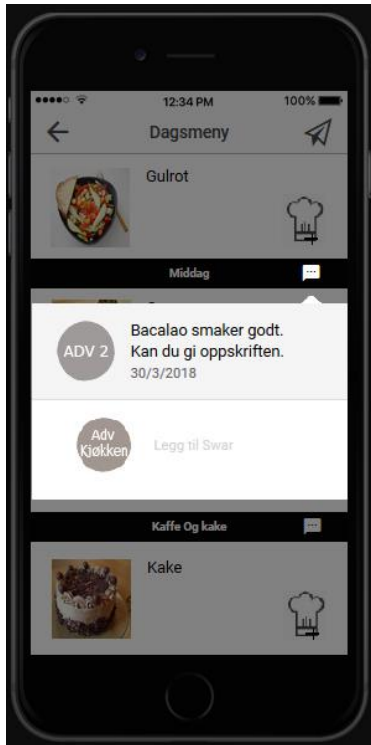 12:34 PM
100%
Dagsmeny
Gulrot
Middag
ADV 2
Bacalao smaker godt.
Kan du gi oppskriften.
30/3/2018
Adv
Kjøkken
Legg til Swar
Kaffe Og kake
Kake